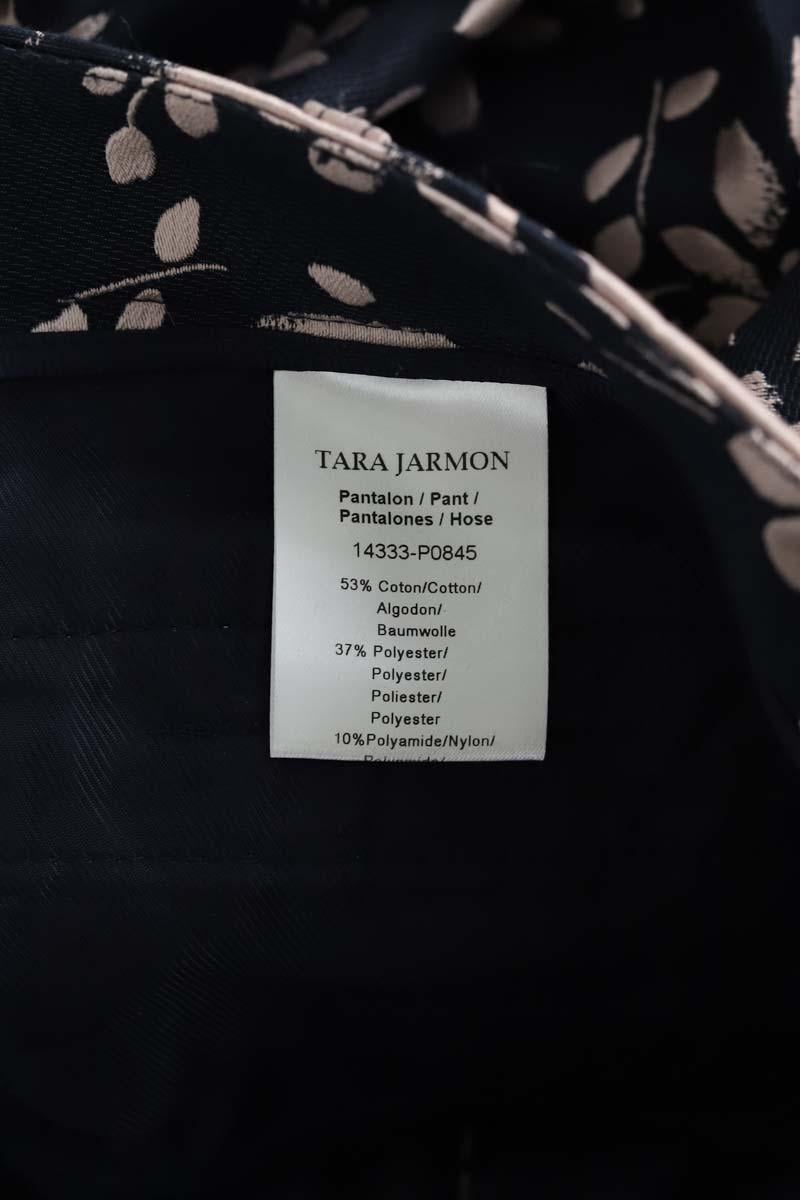 TARA JARMON
Pantalon / Pant /
Pantalones / Hose
14333-P0845
53% Coton/Cotton/
Algodon/
Baumwolle
37% Polyester/
Polyester/
Poliester/
Polyester
10%Polyamide/Nylon/